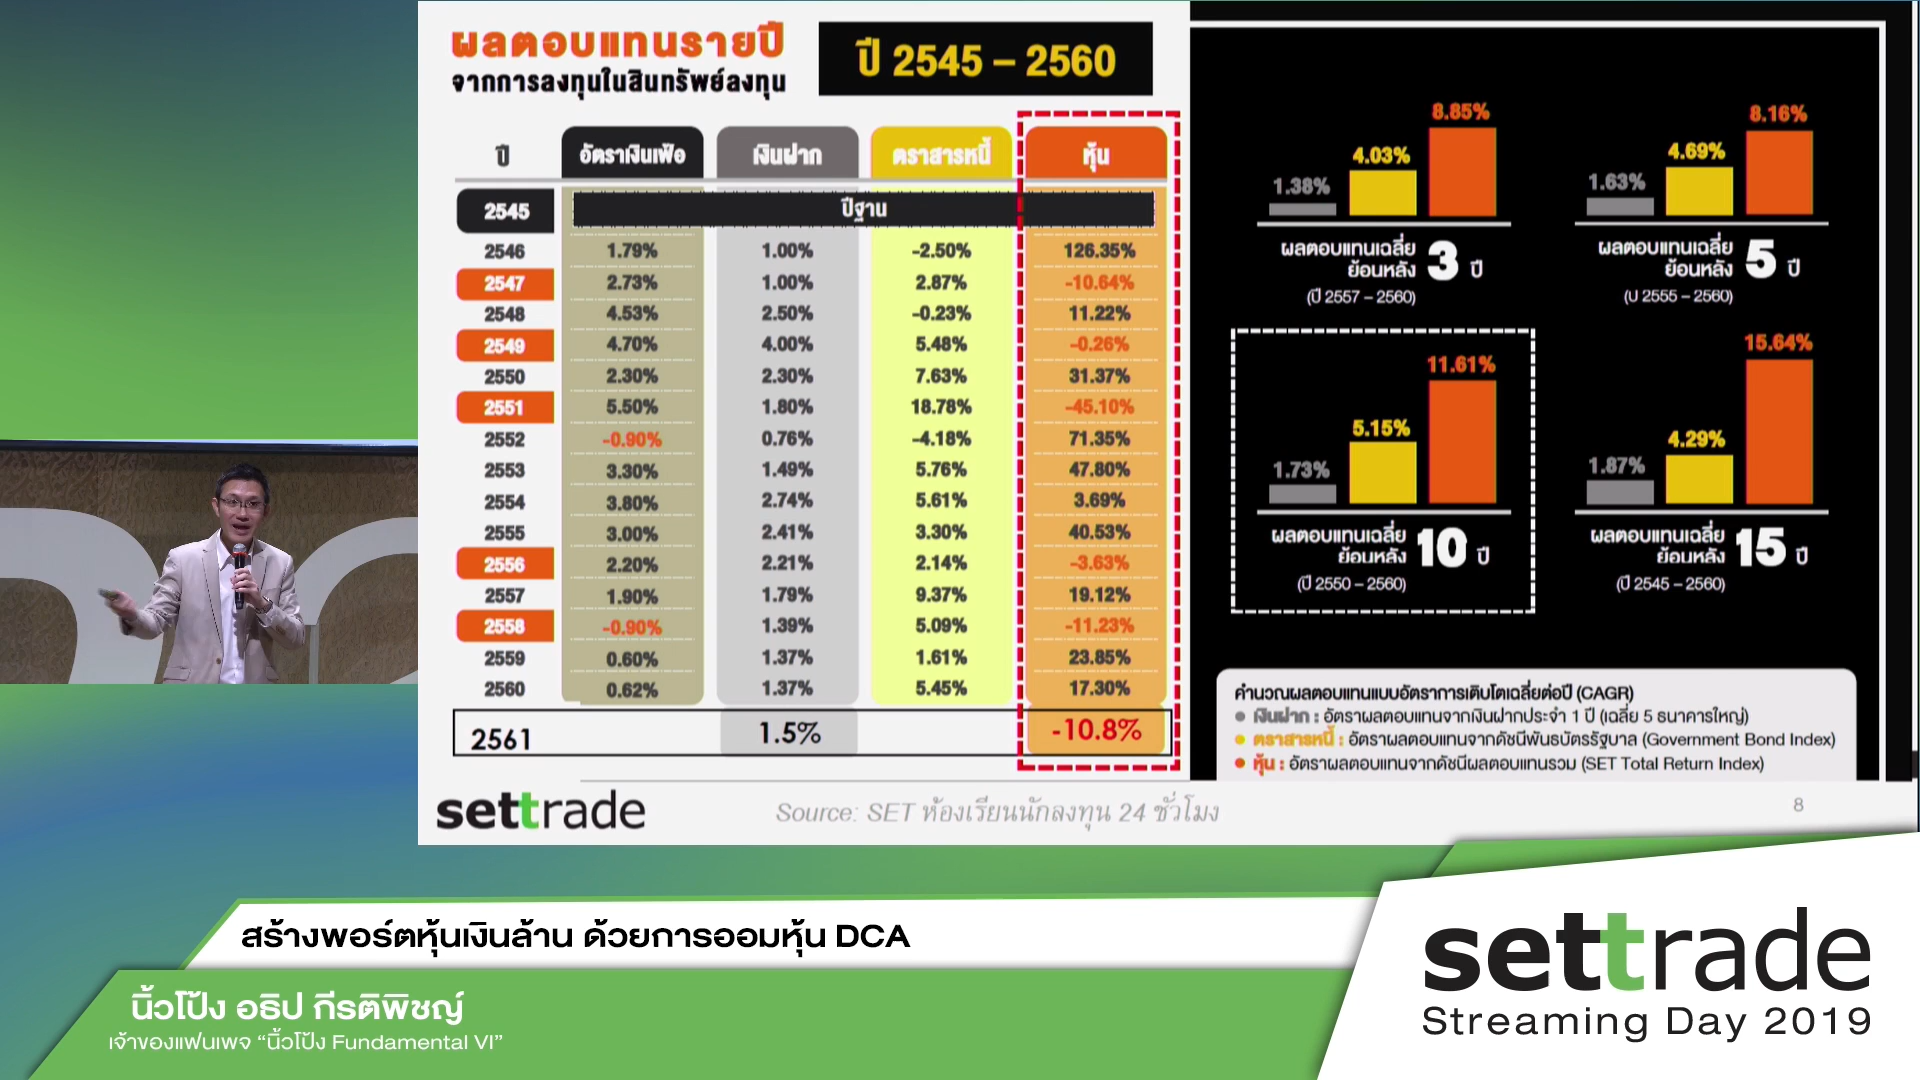 ผลตอบแทนรายปี
จากการลงทุนในสินทรัพย์ลงทุน
ปี 2545 – 2560
ปี อัตราเงินเฟ้อ เงินฝาก ตราสารหนี้ หุ้น
2545 ปีฐาน
2546 1.79% 1.00% -2.50% 126.35%
2547 2.73% 1.00% 2.87% -10.64%
2548 4.53% 2.50% -0.23% 11.22%
2549 4.70% 4.00% 5.48% -0.26%
2550 2.30% 2.30% 7.63% 31.37%
2551 5.50% 1.80% 18.78% -45.10%
2552 -0.90% 0.76% -4.18% 71.35%
2553 3.30% 1.49% 5.76% 47.80%
2554 3.80% 2.74% 5.61% 3.69%
2555 3.00% 2.41% 3.30% 40.53%
2556 2.20% 2.21% 2.14% -3.63%
2557 1.90% 1.79% 9.37% 19.12%
2558 -0.90% 1.39% 5.09% -11.23%
2559 0.60% 1.37% 1.61% 23.85%
2560 0.62% 1.37% 5.45% 17.30%
2561 1.5% -10.8%
1.38% 4.03% 8.85%
ผลตอบแทนเฉลี่ย
ย้อนหลัง 3 ปี
(ปี 2557 – 2560)
1.63% 4.69% 8.16%
ผลตอบแทนเฉลี่ย
ย้อนหลัง 5 ปี
(ป 2555 – 2560)
1.73% 5.15% 11.61%
ผลตอบแทนเฉลี่ย
ย้อนหลัง 10 ปี
(ปี 2550 – 2560)
1.87% 4.29% 15.64%
ผลตอบแทนเฉลี่ย
ย้อนหลัง 15 ปี
(ปี 2545 – 2560)
คำนวณผลตอบแทนแบบอัตราการเติบโตเฉลี่ยต่อปี (CAGR)
เงินฝาก : อัตราผลตอบแทนจากเงินฝากประจำ 1 ปี (เฉลี่ย 5 ธนาคารใหญ่)
ตราสารหนี้ : อัตราผลตอบแทนจากดัชนีพันธบัตรรัฐบาล (Government Bond Index)
หุ้น : อัตราผลตอบแทนจากดัชนีผลตอบแทนรวม (SET Total Return Index)
settrade
Source: SET ห้องเรียนนักลงทุน 24 ชั่วโมง
8
สร้างพอร์ตหุ้นเงินล้าน ด้วยการออมหุ้น DCA
นิ้วโป้ง อธิป กีรติพิชญ์
เจ้าของแฟนเพจ “นิ้วโป้ง Fundamental VI”
settrade
Streaming Day 2019